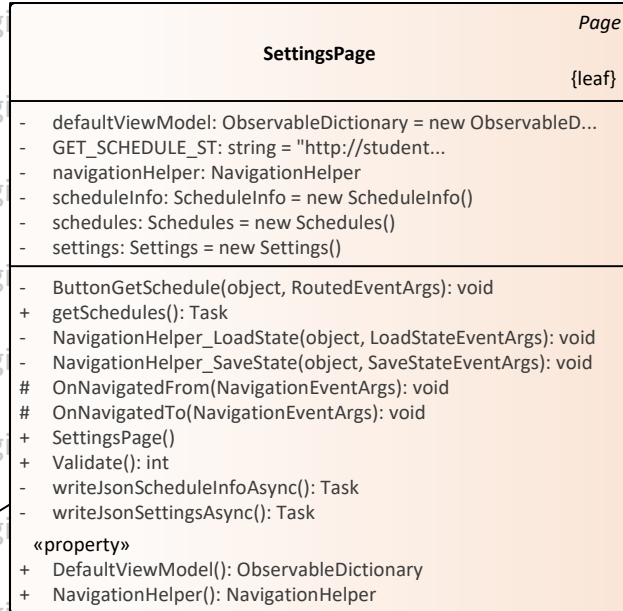 Page
SettingsPage
{leaf}
- defaultViewModel: ObservableDictionary = new ObservableD...
- GET_SCHEDULE_ST: string = "http://student...
- navigationHelper: NavigationHelper
- scheduleInfo: ScheduleInfo = new ScheduleInfo()
- schedules: Schedules = new Schedules()
- settings: Settings = new Settings()
- ButtonGetSchedule(object, RoutedEventArgs): void
+ getSchedules(): Task
- NavigationHelper_LoadState(object, LoadStateEventArgs): void
- NavigationHelper_SaveState(object, SaveStateEventArgs): void
# OnNavigatedFrom(NavigationEventArgs): void
# OnNavigatedTo(NavigationEventArgs): void
+ SettingsPage()
+ Validate(): int
- writeJsonScheduleInfoAsync(): Task
- writeJsonSettingsAsync(): Task
«property»
+ DefaultViewModel(): ObservableDictionary
+ NavigationHelper(): NavigationHelper